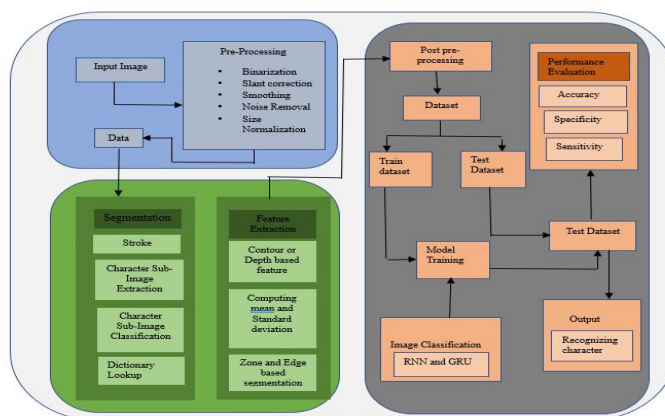 Input Image
Pre-Processing
• Binarization
• Slant correction
• Smoothing
• Noise Removal
• Size
Normalization
Data
Segmentation
Stroke
Character Sub-
Image
Extraction
Character
Sub-Image
Classification
Dictionary
Lookup
Feature
Extraction
Contour or
Depth based
feature
Computing
mean and
Standard
deviation
Zone and Edge
based
segmentation
Post pre-
processing
Dataset
Train
dataset
Test
Dataset
Model
Training
Image Classification
RNN and GRU
Performance
Evaluation
Accuracy
Specificity
Sensitivity
Test Dataset
Output
Recognizing
character